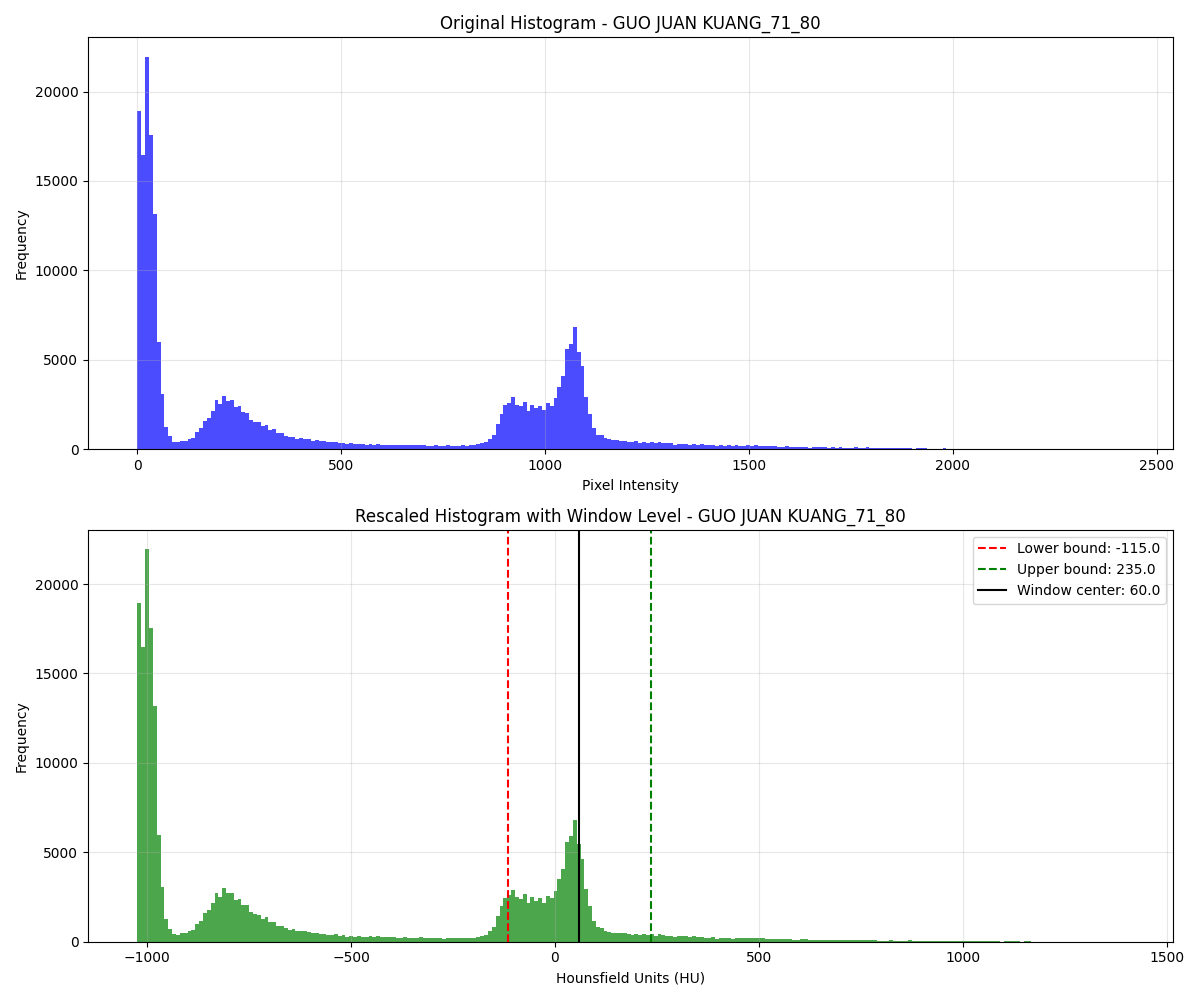 Original Histogram - GUO JUAN KUANG_71_80
Frequency
20000
15000
10000
5000
0
0 500 1000 1500 2000 2500
Pixel Intensity
Rescaled Histogram with Window Level - GUO JUAN KUANG_71_80
Lower bound: -115.0
Upper bound: 235.0
Window center: 60.0
Frequency
20000
15000
10000
5000
0
−1000 −500 0 500 1000 1500
Hounsfield Units (HU)